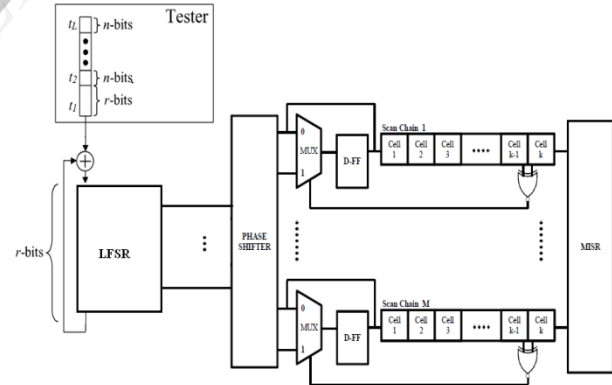 Tester
t_L } n-bits
t_2 } n-bits
t_1 } r-bits
r-bits
LFSR
PHASE SHIFTER
0
MUX
1
D-FF
Scan Chain 1
Cell 1
Cell 2
Cell 3
Cell k-1
Cell k
0
MUX
1
D-FF
Scan Chain M
Cell 1
Cell 2
Cell 3
Cell k-1
Cell k
MISR